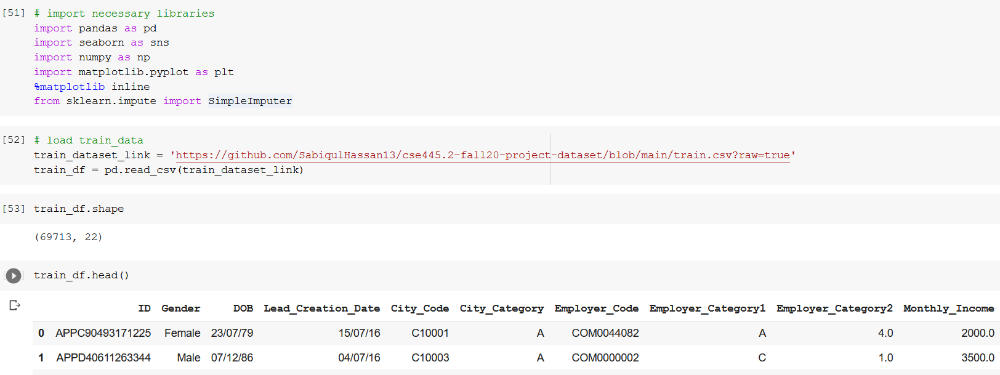 [51] # import necessary libraries
import pandas as pd
import seaborn as sns
import numpy as np
import matplotlib.pyplot as plt
%matplotlib inline
from sklearn.impute import SimpleImputer
[52] # load train_data
train_dataset_link = 'https://github.com/SabiqulHassan13/cse445.2-fall20-project-dataset/blob/main/train.csv?raw=true'
train_df = pd.read_csv(train_dataset_link)
[53] train_df.shape
(69713, 22)
train_df.head()
ID Gender DOB Lead_Creation_Date City_Code City_Category Employer_Code Employer_Category1 Employer_Category2 Monthly_Income
0 APPC90493171225 Female 23/07/79 15/07/16 C10001 A COM0044082 A 4.0 2000.0
1 APPD40611263344 Male 07/12/86 04/07/16 C10003 A COM0000002 C 1.0 3500.0